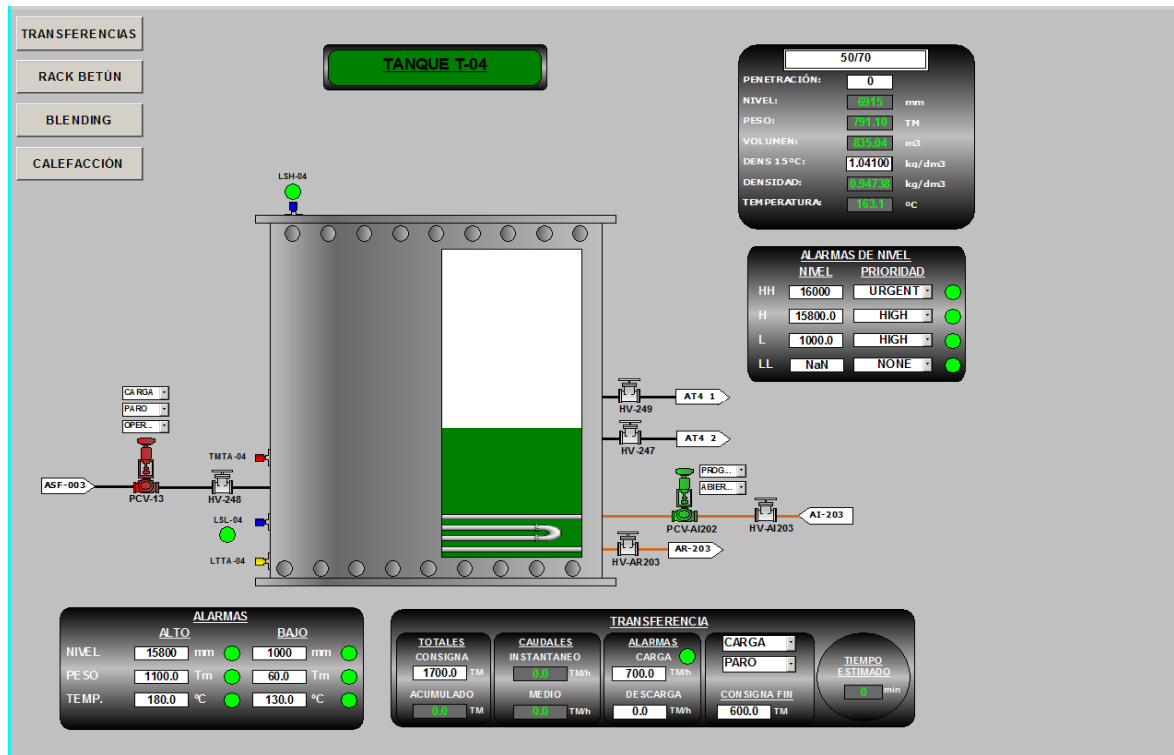 TRANSFERENCIAS
RACK BETÚN
BLENDING
CALEFACCIÓN
TANQUE T-04
50/70
PENETRACIÓN: 0
NIVEL: 6915 mm
PESO: 791.10 TM
VOLUMEN: 835.04 m3
DENS 15ºC: 1.04100 kg/dm3
DENSIDAD: 0.94738 kg/dm3
TEMPERATURA: 163.1 ºC
ALARMAS DE NIVEL
NIVEL PRIORIDAD
HH 16000 URGENT
H 15800.0 HIGH
L 1000.0 HIGH
LL NaN NONE
LSH-04
CARGA
PARO
OPER...
ASF-003
PCV-13
HV-248
TMTA-04
LSL-04
LTTA-04
HV-249
AT4 1
HV-247
AT4 2
PROG...
ABIER...
PCV-AI202
HV-AI203
AI-203
HV-AR203
AR-203
ALARMAS
ALTO BAJO
NIVEL 15800 mm 1000 mm
PESO 1100.0 Tm 60.0 Tm
TEMP. 180.0 ºC 130.0 ºC
TRANSFERENCIA
TOTALES
CONSIGNA
1700.0 TM
ACUMULADO
0.0 TM
CAUDALES
INSTANTANEO
0.0 TM/h
MEDIO
0.0 TM/h
ALARMAS
CARGA
700.0 TM/h
DESCARGA
0.0 TM/h
CARGA
PARO
CONSIGNA FIN
600.0 TM
TIEMPO
ESTIMADO
0 min